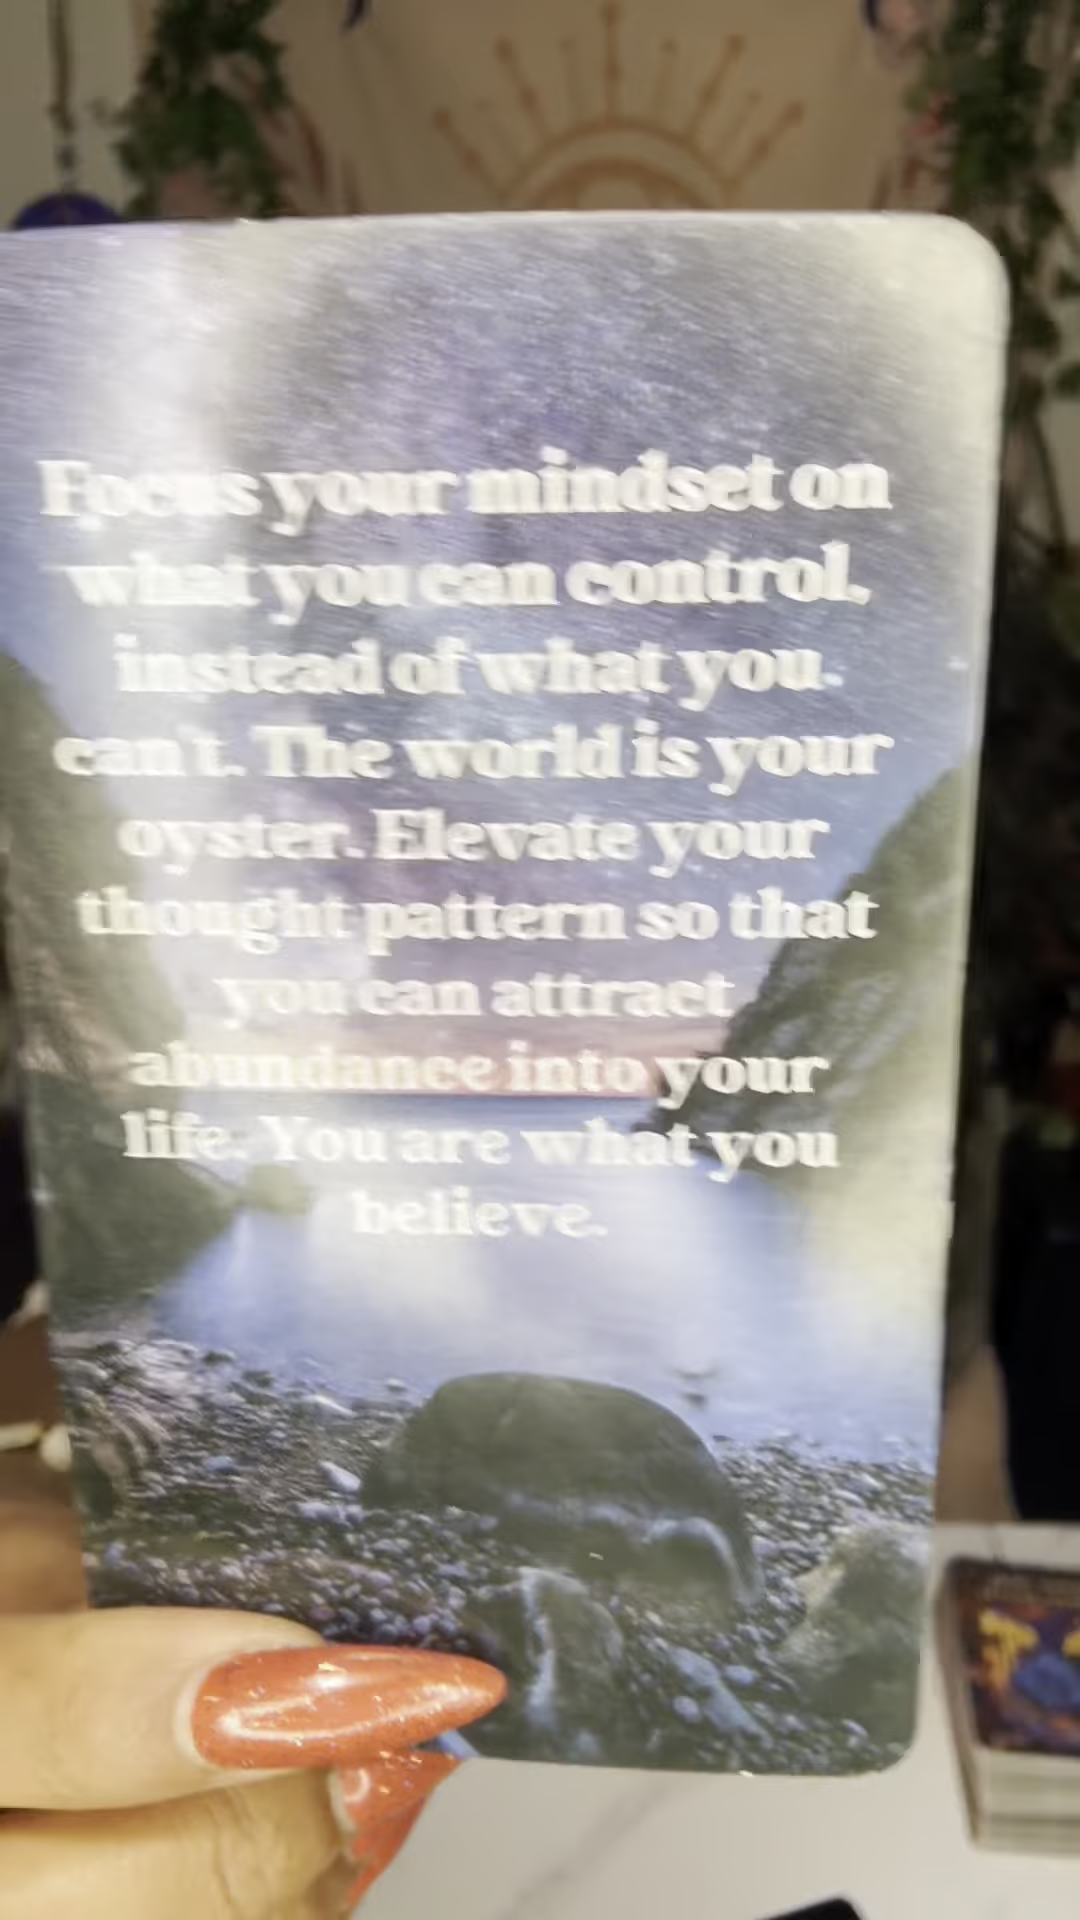 Focus your mindset on
what you can control,
instead of what you
can't. The world is your
oyster. Elevate your
thought pattern so that
you can attract
abundance into your
life. You are what you
believe.